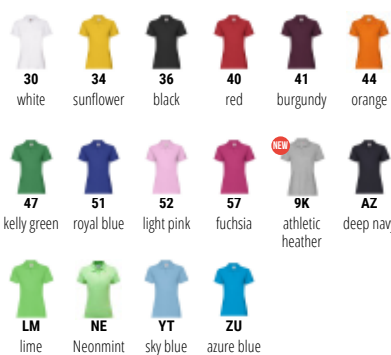 30 34 36 40 41 44
white sunflower black red burgundy orange
NEW
47 51 52 57 9K AZ
kelly green royal blue light pink fuchsia athletic deep navy
heather
LM NE YT ZU
lime Neonmint sky blue azure blue